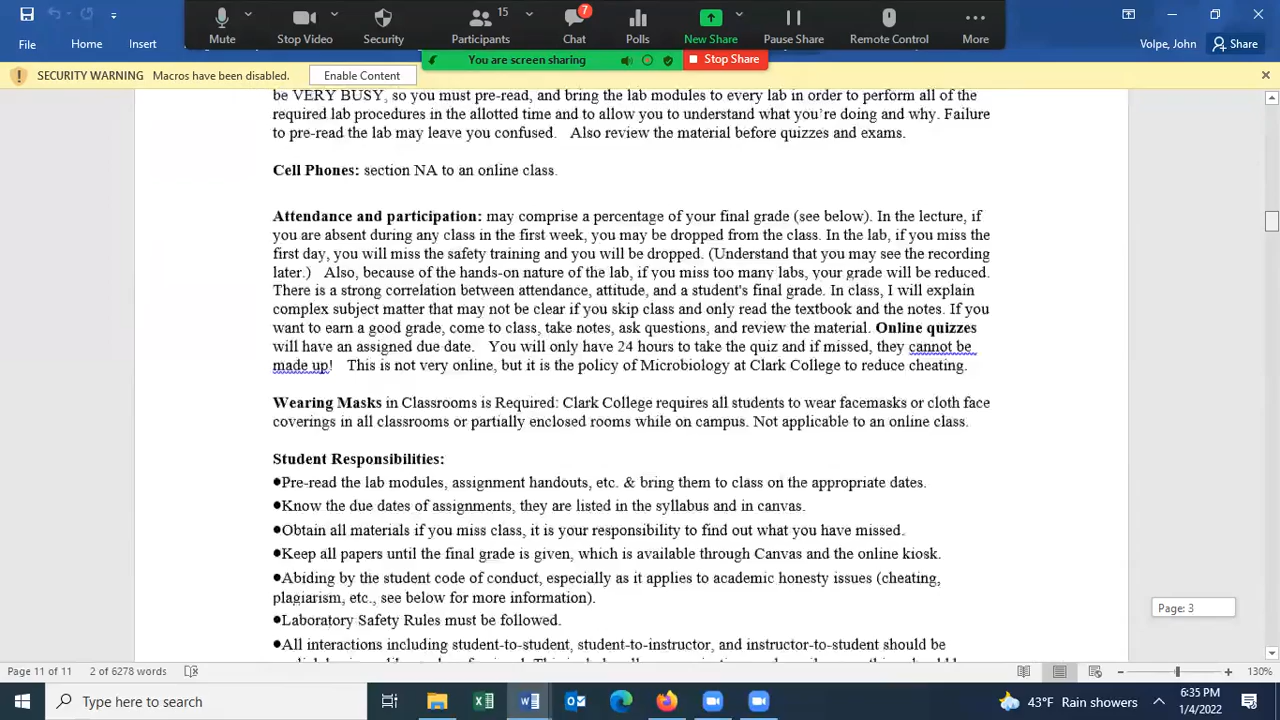 15
7
Mute
Stop Video
Security
Participants
Chat
Polls
New Share
Pause Share
Remote Control
More
File
Home
Insert
You are screen sharing
Stop Share
Volpe, John
Share
SECURITY WARNING Macros have been disabled.
Enable Content
be VERY BUSY, so you must pre-read, and bring the lab modules to every lab in order to perform all of the
required lab procedures in the allotted time and to allow you to understand what you're doing and why. Failure
to pre-read the lab may leave you confused. Also review the material before quizzes and exams.
Cell Phones: section NA to an online class.
Attendance and participation: may comprise a percentage of your final grade (see below). In the lecture, if
you are absent during any class in the first week, you may be dropped from the class. In the lab, if you miss the
first day, you will miss the safety training and you will be dropped. (Understand that you may see the recording
later.) Also, because of the hands-on nature of the lab, if you miss too many labs, your grade will be reduced.
There is a strong correlation between attendance, attitude, and a student's final grade. In class, I will explain
complex subject matter that may not be clear if you skip class and only read the textbook and the notes. If you
want to earn a good grade, come to class, take notes, ask questions, and review the material. Online quizzes
will have an assigned due date. You will only have 24 hours to take the quiz and if missed, they cannot be
made up! This is not very online, but it is the policy of Microbiology at Clark College to reduce cheating.
Wearing Masks in Classrooms is Required: Clark College requires all students to wear facemasks or cloth face
coverings in all classrooms or partially enclosed rooms while on campus. Not applicable to an online class.
Student Responsibilities:
●Pre-read the lab modules, assignment handouts, etc. & bring them to class on the appropriate dates.
●Know the due dates of assignments, they are listed in the syllabus and in canvas.
●Obtain all materials if you miss class, it is your responsibility to find out what you have missed.
●Keep all papers until the final grade is given, which is available through Canvas and the online kiosk.
●Abiding by the student code of conduct, especially as it applies to academic honesty issues (cheating,
plagiarism, etc., see below for more information).
●Laboratory Safety Rules must be followed.
●All interactions including student-to-student, student-to-instructor, and instructor-to-student should be
Page: 3
Page 11 of 11
2 of 6278 words
130%
Type here to search
43°F Rain showers
6:35 PM
1/4/2022